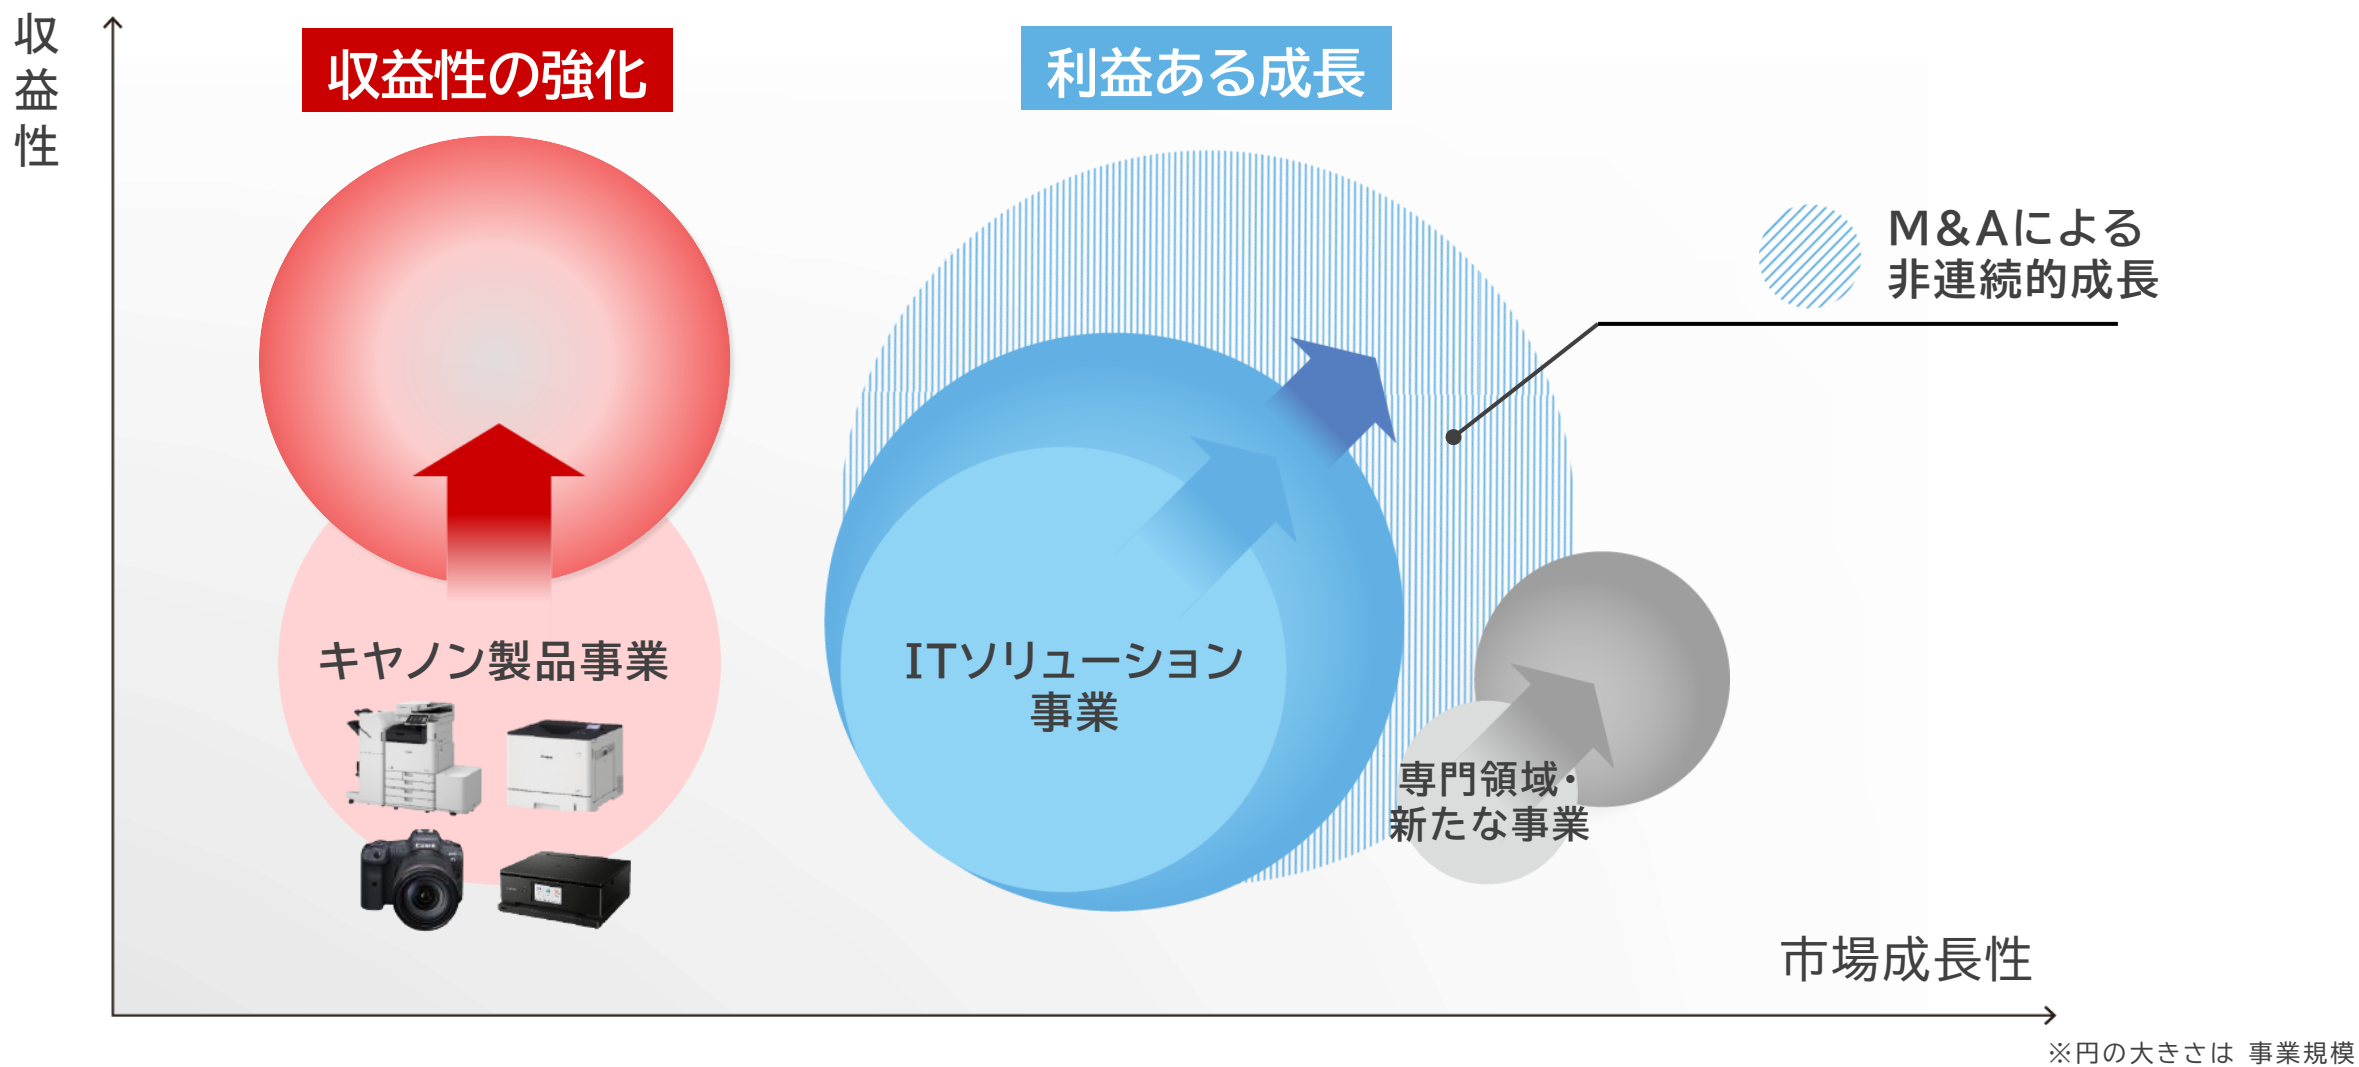 収益性
収益性の強化
利益ある成長
M&Aによる
非連続的成長
キヤノン製品事業
ITソリューション
事業
専門領域・
新たな事業
市場成長性
※円の大きさは 事業規模